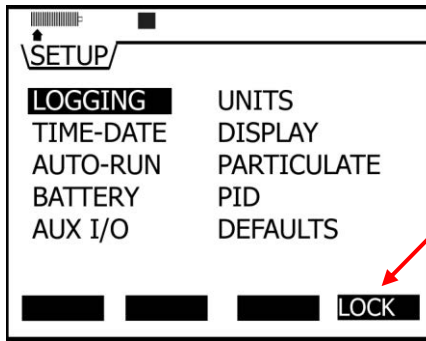 SETUP
LOGGING UNITS
TIME-DATE DISPLAY
AUTO-RUN PARTICULATE
BATTERY PID
AUX I/O DEFAULTS
LOCK